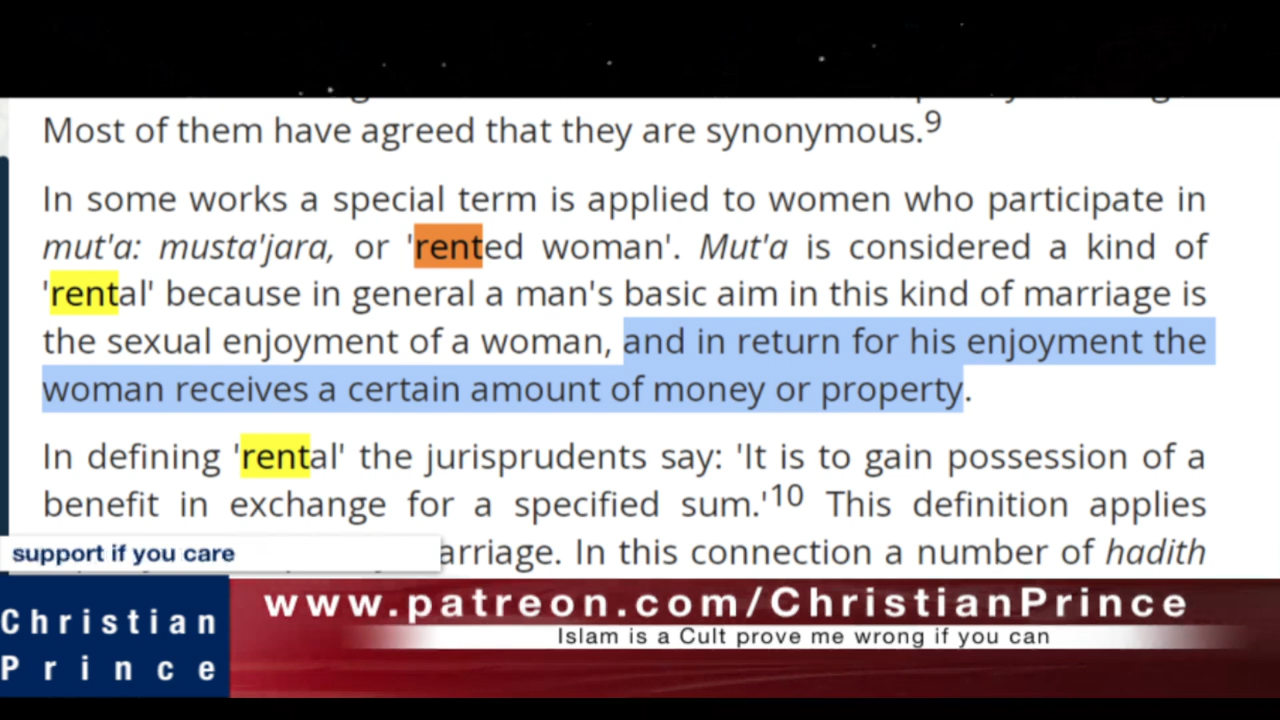 Most of them have agreed that they are synonymous.9
In some works a special term is applied to women who participate in
mut'a: musta'jara, or 'rented woman'. Mut'a is considered a kind of
'rental' because in general a man's basic aim in this kind of marriage is
the sexual enjoyment of a woman, and in return for his enjoyment the
woman receives a certain amount of money or property.
In defining 'rental' the jurisprudents say: 'It is to gain possession of a
benefit in exchange for a specified sum.'10 This definition applies
arriage. In this connection a number of hadith
support if you care
Christian
Prince
www.patreon.com/ChristianPrince
Islam is a Cult prove me wrong if you can